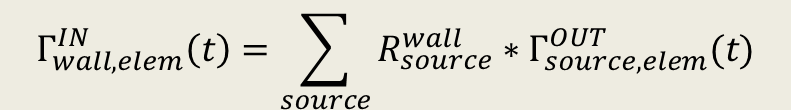 Γ^{IN}_{wall,elem}(t) = ∑_{source} R^{wall}_{source} * Γ^{OUT}_{source,elem}(t)